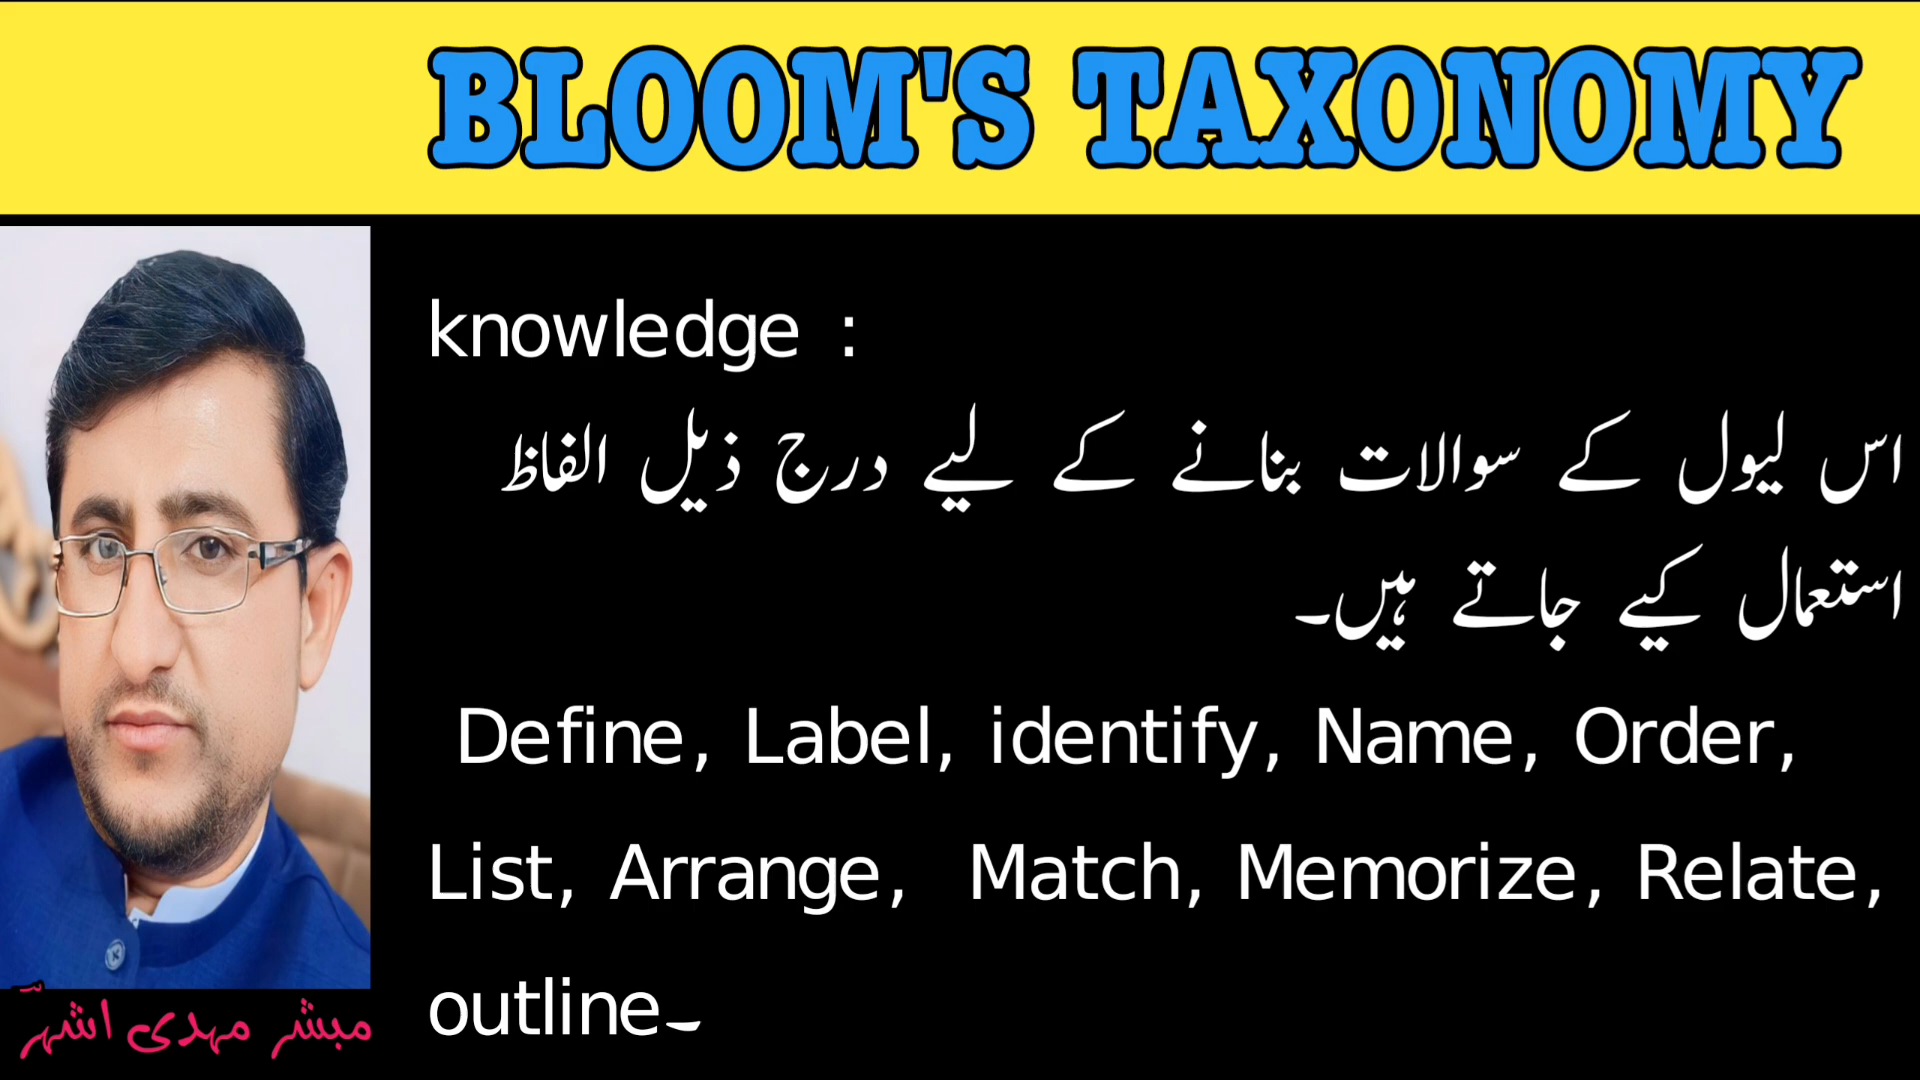 BLOOM'S TAXONOMY
knowledge :
اس لیول کے سوالات بنانے کے لیے درج ذیل الفاظ
استعمال کیے جاتے ہیں۔
Define, Label, identify, Name, Order,
List, Arrange, Match, Memorize, Relate,
outline۔
مبشر مہدی اشہرؔ